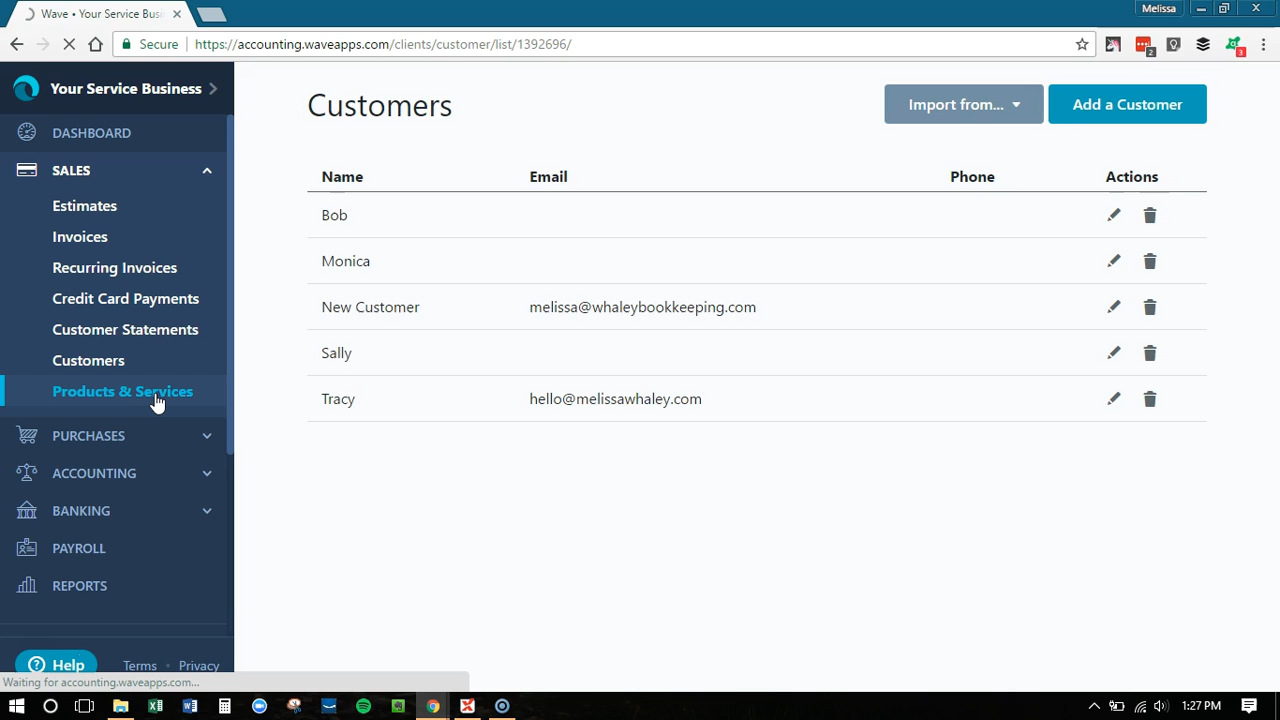 Wave • Your Service Busi
Melissa
Secure
https://accounting.waveapps.com/clients/customer/list/1392696/
2
3
Your Service Business
DASHBOARD
SALES
Estimates
Invoices
Recurring Invoices
Credit Card Payments
Customer Statements
Customers
Products & Services
PURCHASES
ACCOUNTING
BANKING
PAYROLL
REPORTS
? Help
Terms • Privacy
Waiting for accounting.waveapps.com...
Customers
Import from...
Add a Customer
Name Email Phone Actions
Bob
Monica
New Customer melissa@whaleybookkeeping.com
Sally
Tracy hello@melissawhaley.com
1:27 PM